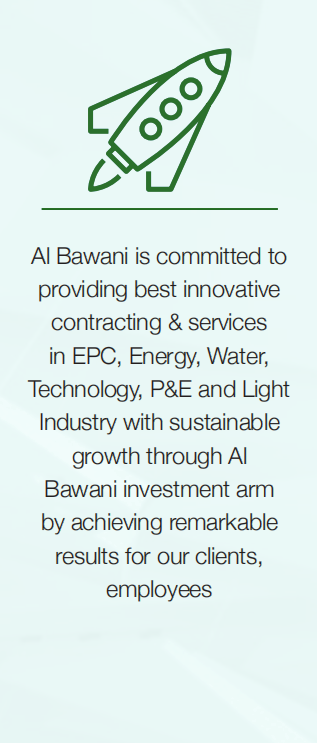 Al Bawani is committed to
providing best innovative
contracting & services
in EPC, Energy, Water,
Technology, P&E and Light
Industry with sustainable
growth through Al
Bawani investment arm
by achieving remarkable
results for our clients,
employees